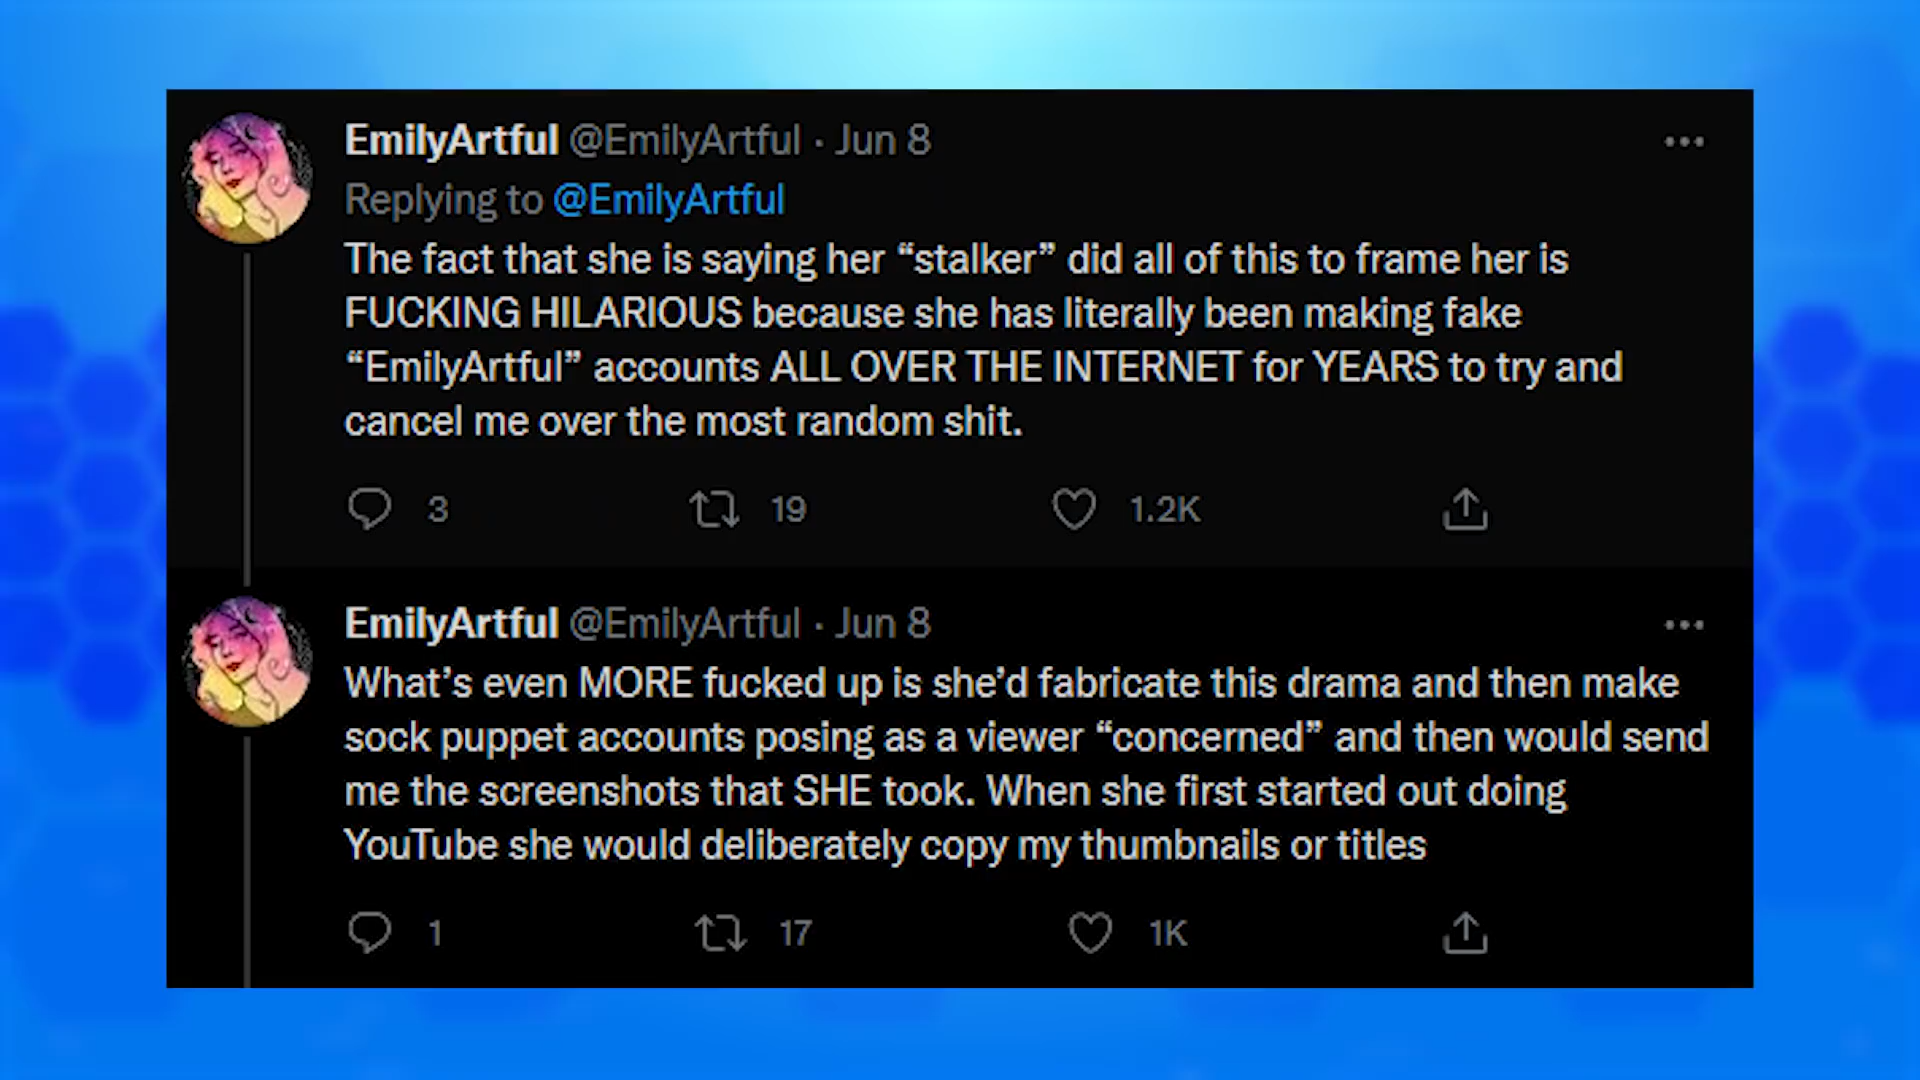 EmilyArtful @EmilyArtful · Jun 8
Replying to @EmilyArtful
The fact that she is saying her “stalker” did all of this to frame her is
FUCKING HILARIOUS because she has literally been making fake
“EmilyArtful” accounts ALL OVER THE INTERNET for YEARS to try and
cancel me over the most random shit.
3 19 1.2K
EmilyArtful @EmilyArtful · Jun 8
What’s even MORE fucked up is she’d fabricate this drama and then make
sock puppet accounts posing as a viewer “concerned” and then would send
me the screenshots that SHE took. When she first started out doing
YouTube she would deliberately copy my thumbnails or titles
1 17 1K